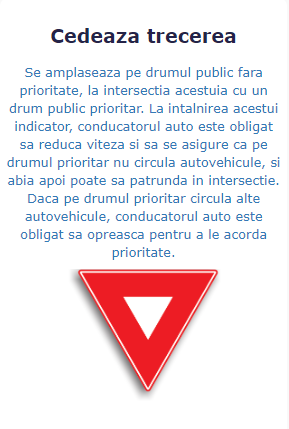 Cedeaza trecerea
Se amplaseaza pe drumul public fara
prioritate, la intersectia acestuia cu un
drum public prioritar. La intalnirea acestui
indicator, conducatorul auto este obligat
sa reduca viteza si sa se asigure ca pe
drumul prioritar nu circula autovehicule, si
abia apoi poate sa patrunda in intersectie.
Daca pe drumul prioritar circula alte
autovehicule, conducatorul auto este
obligat sa opreasca pentru a le acorda
prioritate.